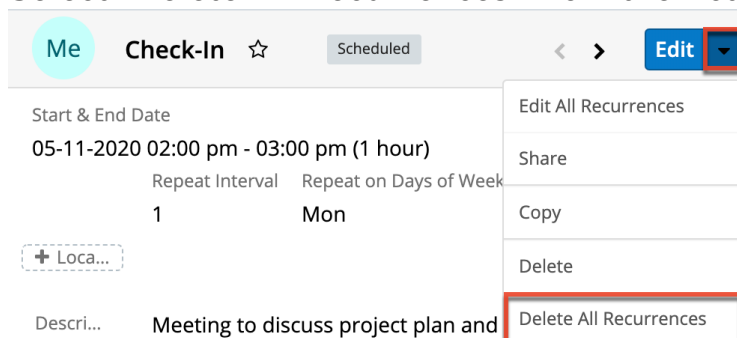 Me Check-In Scheduled Edit
Edit All Recurrences
Start & End Date
05-11-2020 02:00 pm - 03:00 pm (1 hour)
Share
Repeat Interval Repeat on Days of Week
1 Mon
Copy
+ Loca...
Delete
Descri... Meeting to discuss project plan and
Delete All Recurrences